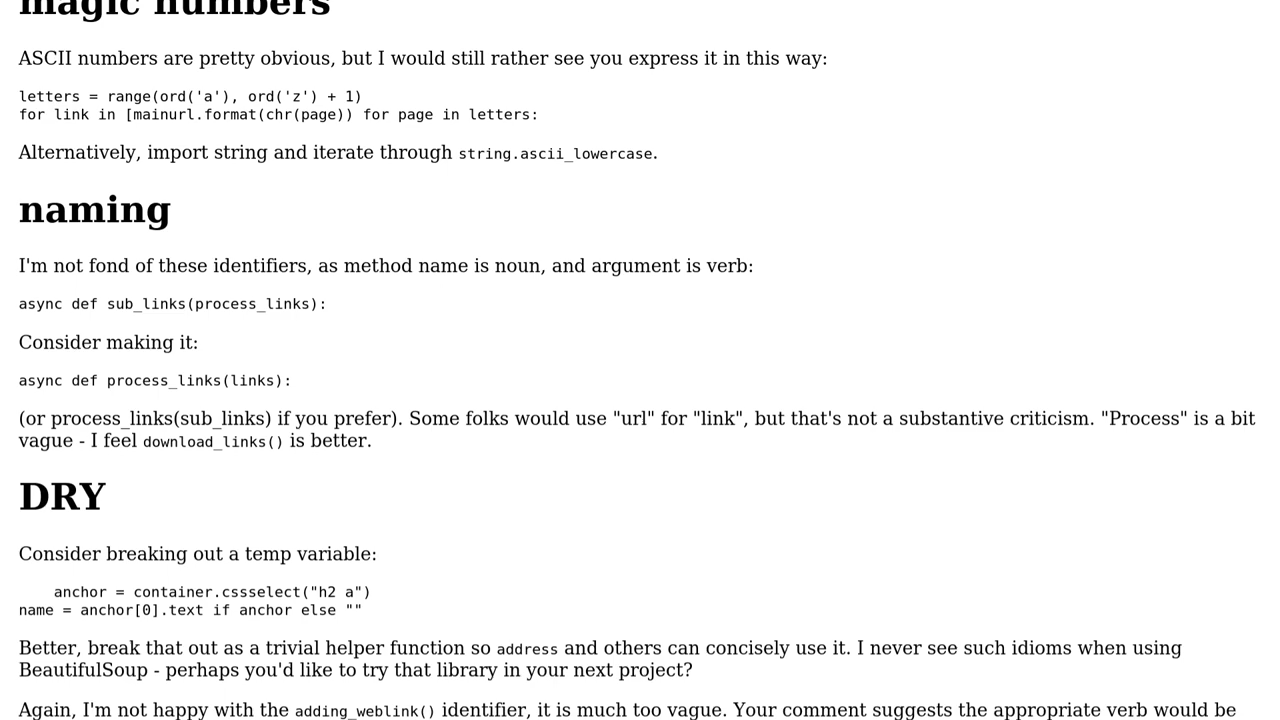 magic numbers
ASCII numbers are pretty obvious, but I would still rather see you express it in this way:
letters = range(ord('a'), ord('z') + 1)
for link in [mainurl.format(chr(page)) for page in letters:
Alternatively, import string and iterate through string.ascii_lowercase.
naming
I'm not fond of these identifiers, as method name is noun, and argument is verb:
async def sub_links(process_links):
Consider making it:
async def process_links(links):
(or process_links(sub_links) if you prefer). Some folks would use "url" for "link", but that's not a substantive criticism. "Process" is a bit
vague - I feel download_links() is better.
DRY
Consider breaking out a temp variable:
    anchor = container.cssselect("h2 a")
name = anchor[0].text if anchor else ""
Better, break that out as a trivial helper function so address and others can concisely use it. I never see such idioms when using
BeautifulSoup - perhaps you'd like to try that library in your next project?
Again, I'm not happy with the adding_weblink() identifier, it is much too vague. Your comment suggests the appropriate verb would be